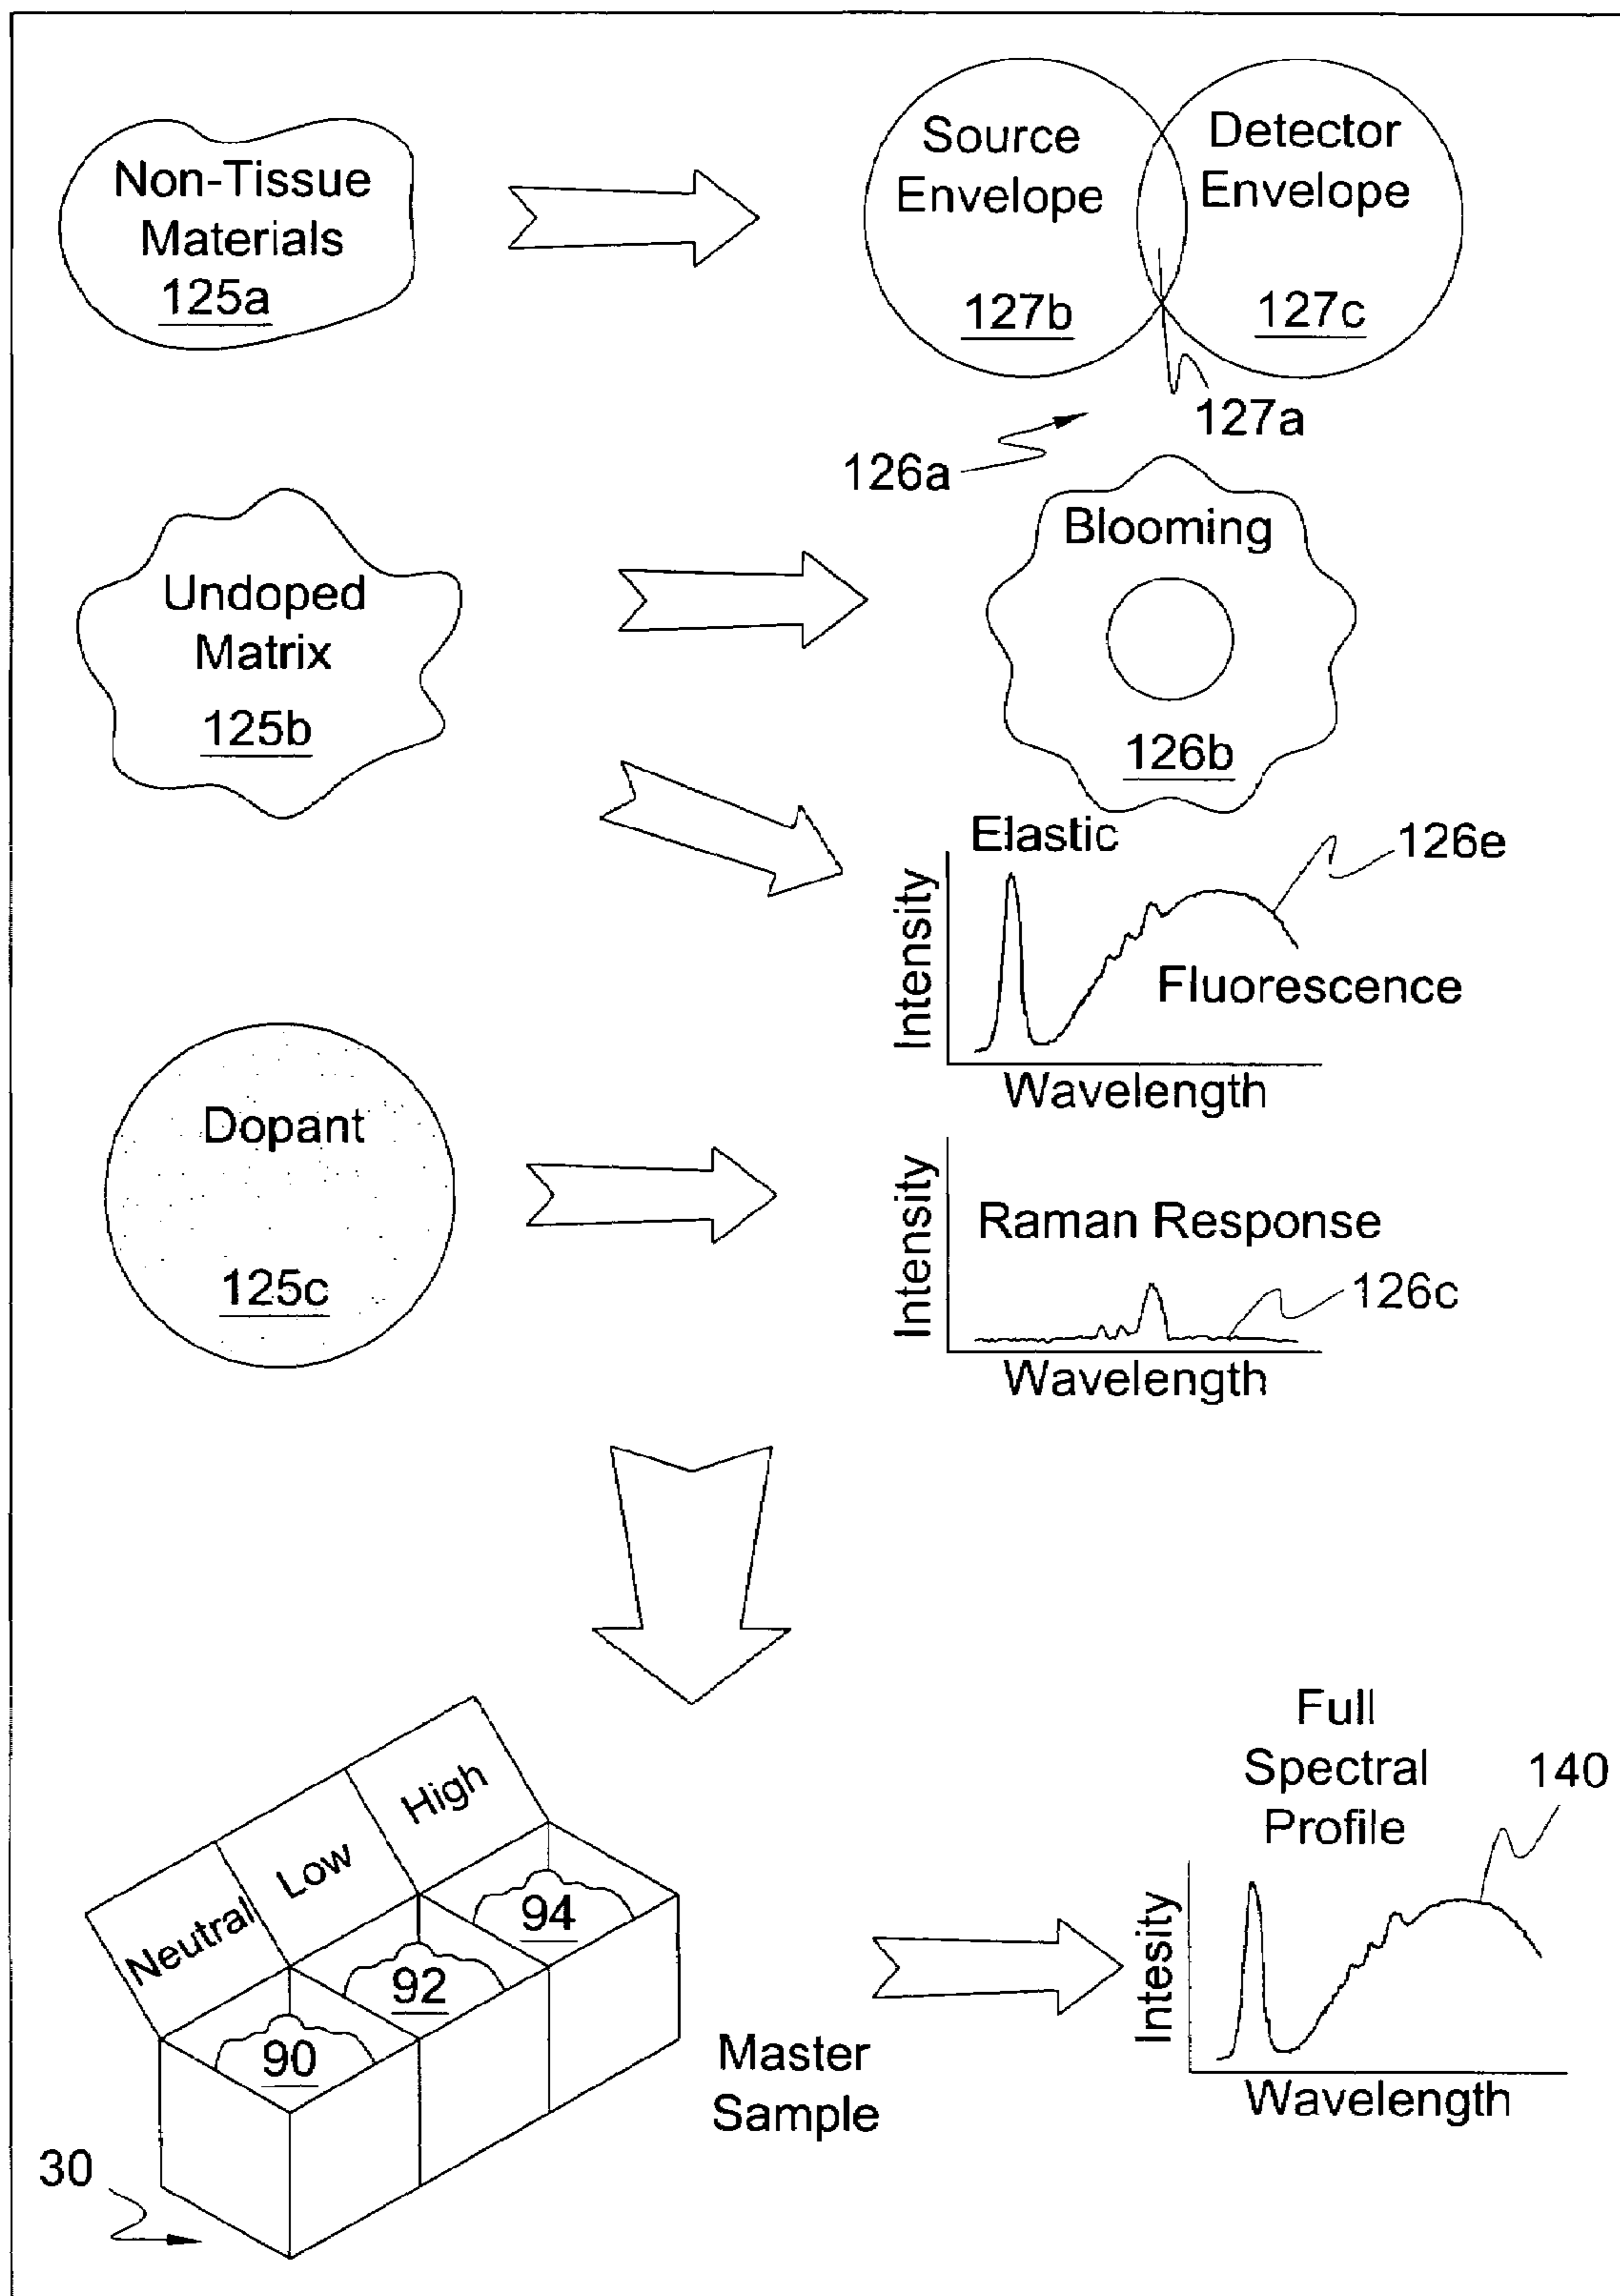 Non-Tissue
Materials
125a
Source
Envelope
127b
Detector
Envelope
127c
127a
126a
Undoped
Matrix
125b
Blooming
126b
Elastic
126e
Intensity
Fluorescence
Wavelength
Dopant
125c
Intensity
Raman Response
126c
Wavelength
Neutral
Low
High
90
92
94
Master
Sample
30
Full
Spectral
Profile
140
Intesity
Wavelength